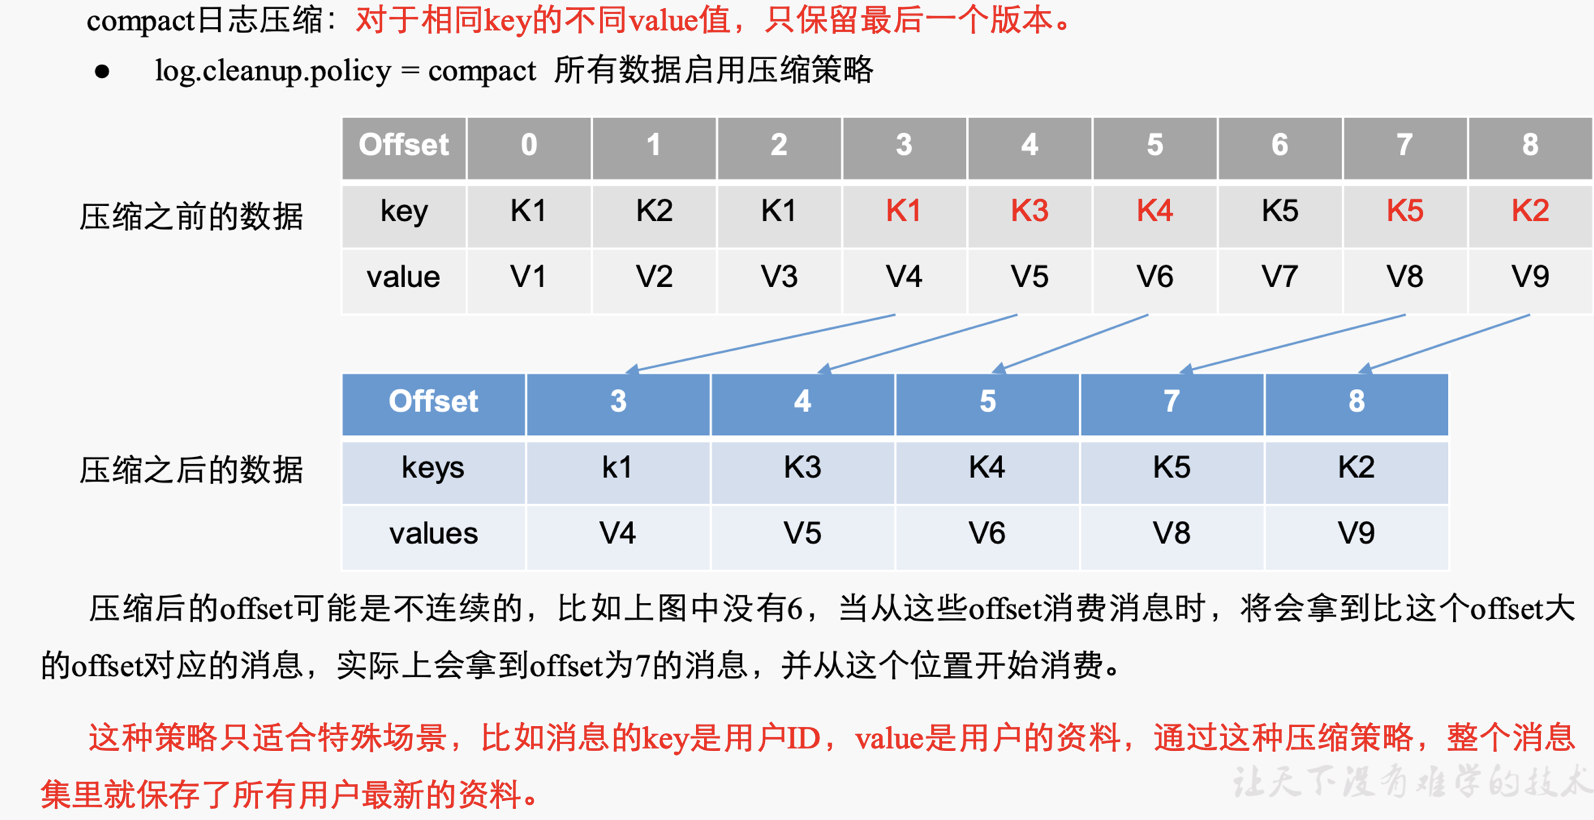 compact日志压缩：对于相同key的不同value值，只保留最后一个版本。
● log.cleanup.policy = compact 所有数据启用压缩策略
Offset 0 1 2 3 4 5 6 7 8
压缩之前的数据 key K1 K2 K1 K1 K3 K4 K5 K5 K2
value V1 V2 V3 V4 V5 V6 V7 V8 V9
Offset 3 4 5 7 8
压缩之后的数据 keys k1 K3 K4 K5 K2
values V4 V5 V6 V8 V9
压缩后的offset可能是不连续的，比如上图中没有6，当从这些offset消费消息时，将会拿到比这个offset大
的offset对应的消息，实际上会拿到offset为7的消息，并从这个位置开始消费。
这种策略只适合特殊场景，比如消息的key是用户ID，value是用户的资料，通过这种压缩策略，整个消息
集里就保存了所有用户最新的资料。
让天下没有难学的技术